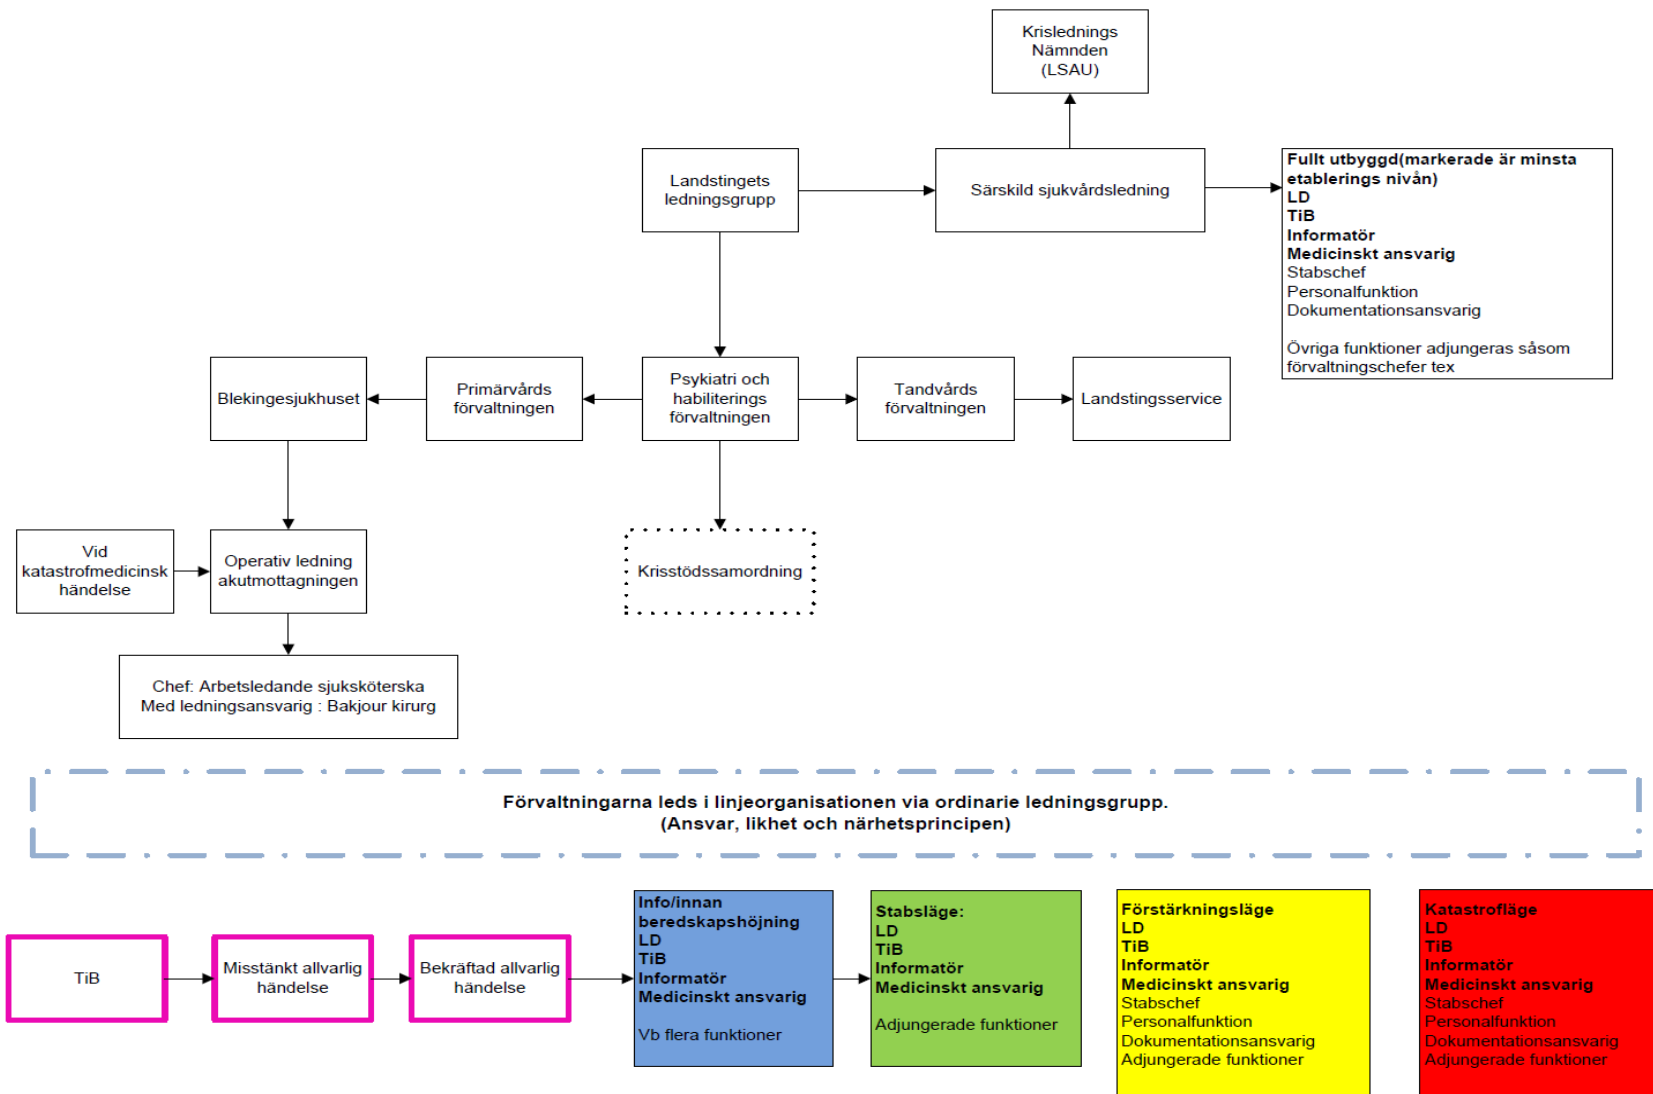 Krislednings
Nämnden
(LSAU)
Landstingets
ledningsgrupp
Särskild sjukvårdsledning
Fullt utbyggd(markerade är minsta
etablerings nivån)
LD
TiB
Informatör
Medicinskt ansvarig
Stabschef
Personalfunktion
Dokumentationsansvarig
Övriga funktioner adjungeras såsom
förvaltningschefer tex
Blekingesjukhuset
Primärvårds
förvaltningen
Psykiatri och
habiliterings
förvaltningen
Tandvårds
förvaltningen
Landstingsservice
Vid
katastrofmedicinsk
händelse
Operativ ledning
akutmottagningen
Krisstödssamordning
Chef: Arbetsledande sjuksköterska
Med ledningsansvarig : Bakjour kirurg
Förvaltningarna leds i linjeorganisationen via ordinarie ledningsgrupp.
(Ansvar, likhet och närhetsprincipen)
TiB
Misstänkt allvarlig
händelse
Bekräftad allvarlig
händelse
Info/innan
beredskapshöjning
LD
TiB
Informatör
Medicinskt ansvarig
Vb flera funktioner
Stabsläge:
LD
TiB
Informatör
Medicinskt ansvarig
Adjungerade funktioner
Förstärkningsläge
LD
TiB
Informatör
Medicinskt ansvarig
Stabschef
Personalfunktion
Dokumentationsansvarig
Adjungerade funktioner
Katastrofläge
LD
TiB
Informatör
Medicinskt ansvarig
Stabschef
Personalfunktion
Dokumentationsansvarig
Adjungerade funktioner